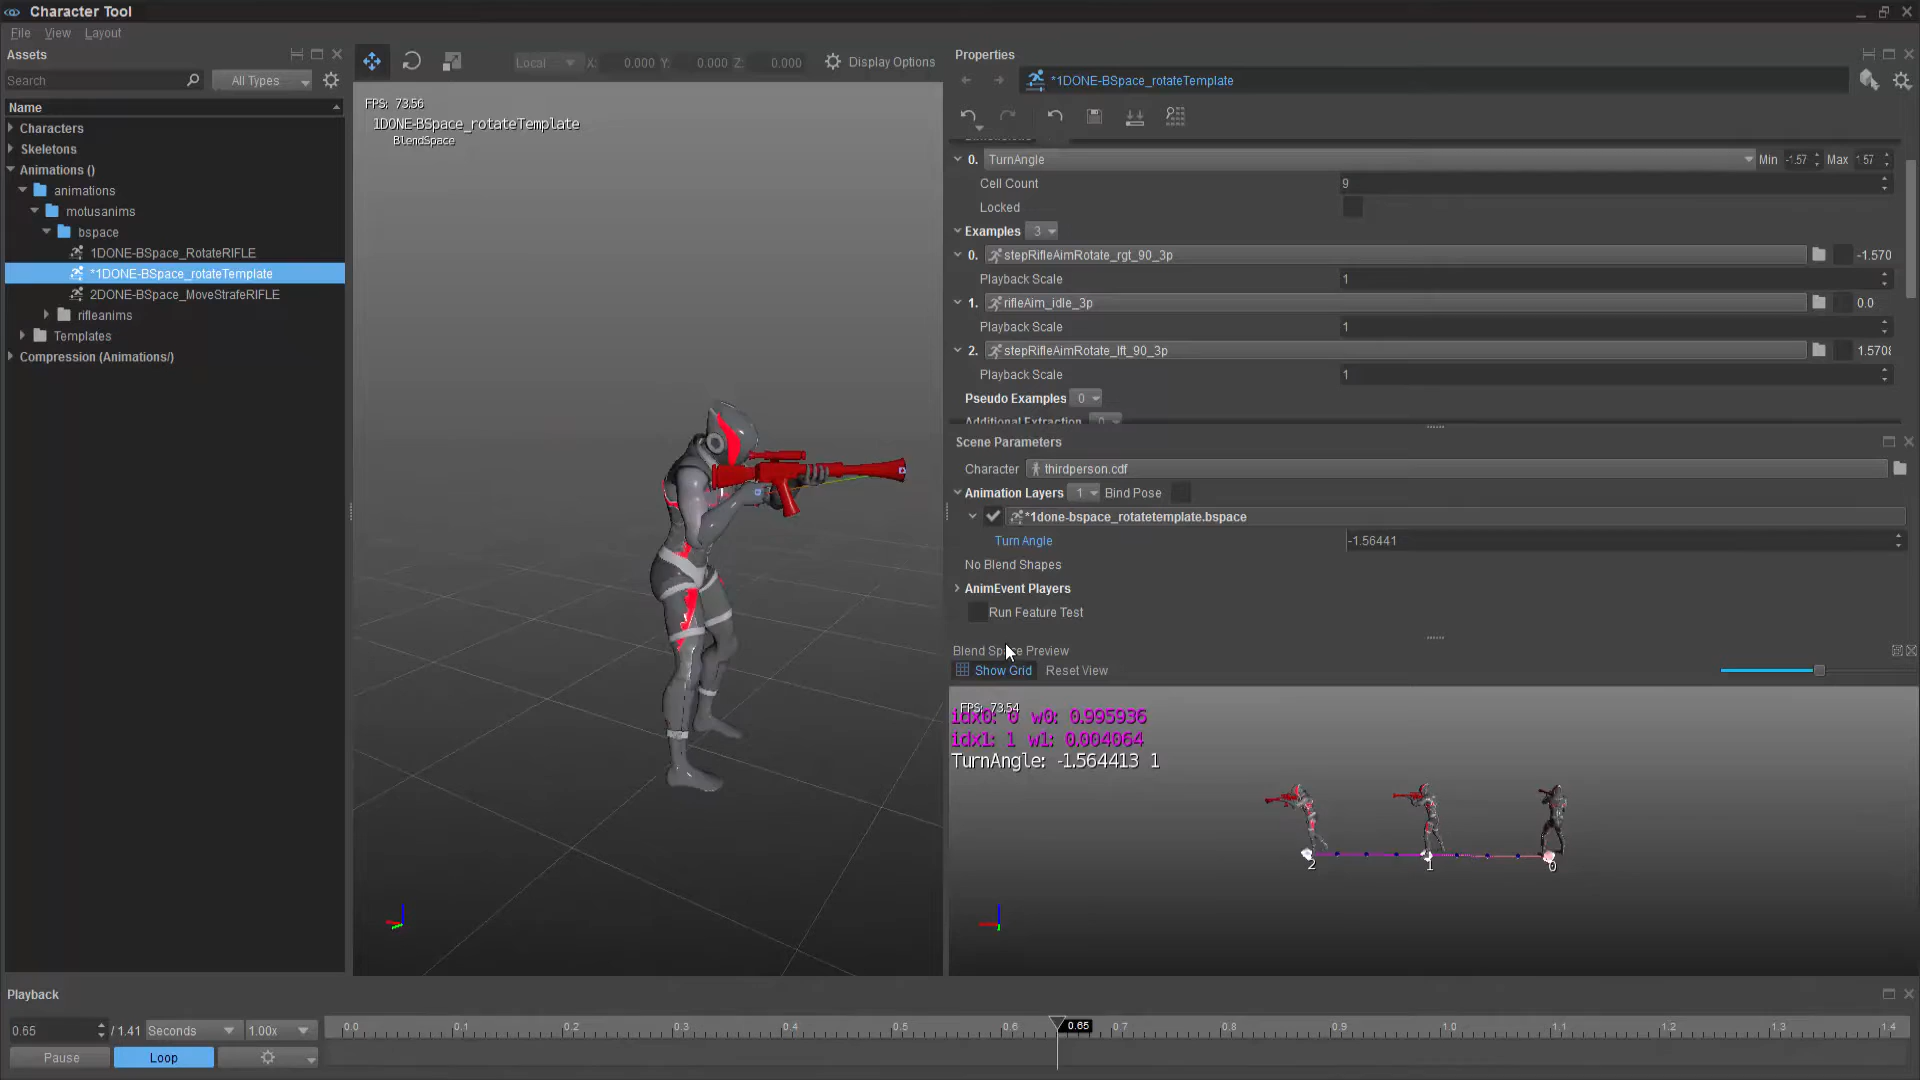 Character Tool
File View Layout
Assets
Search
All Types
Name
Characters
Skeletons
Animations ()
animations
motusanims
bspace
1DONE-BSpace_RotateRIFLE
*1DONE-BSpace_rotateTemplate
2DONE-BSpace_MoveStrafeRIFLE
rifleanims
Templates
Compression (Animations/)
Local X: 0.000 Y: 0.000 Z: 0.000 Display Options
FPS: 73.56
1DONE-BSpace_rotateTemplate
BlendSpace
Properties
*1DONE-BSpace_rotateTemplate
0. TurnAngle Min -1.57 Max 1.57
Cell Count 9
Locked
Examples 3
0. stepRifleAimRotate_rgt_90_3p -1.570
Playback Scale 1
1. rifleAim_idle_3p 0.0
Playback Scale 1
2. stepRifleAimRotate_lft_90_3p 1.570
Playback Scale 1
Pseudo Examples 0
Additional Extraction 0
Scene Parameters
Character thirdperson.cdf
Animation Layers 1 Bind Pose
*1done-bspace_rotatetemplate.bspace
Turn Angle -1.56441
No Blend Shapes
AnimEvent Players
Run Feature Test
Blend Space Preview
Show Grid Reset View
FPS: 73.54
idx0: 0 w0: 0.995936
idx1: 1 w1: 0.004064
TurnAngle: -1.564413 1
2 1 0
Playback
0.65 / 1.41 Seconds 1.00x
0.0 0.1 0.2 0.3 0.4 0.5 0.6 0.65 0.7 0.8 0.9 1.0 1.1 1.2 1.3 1.4
Pause Loop